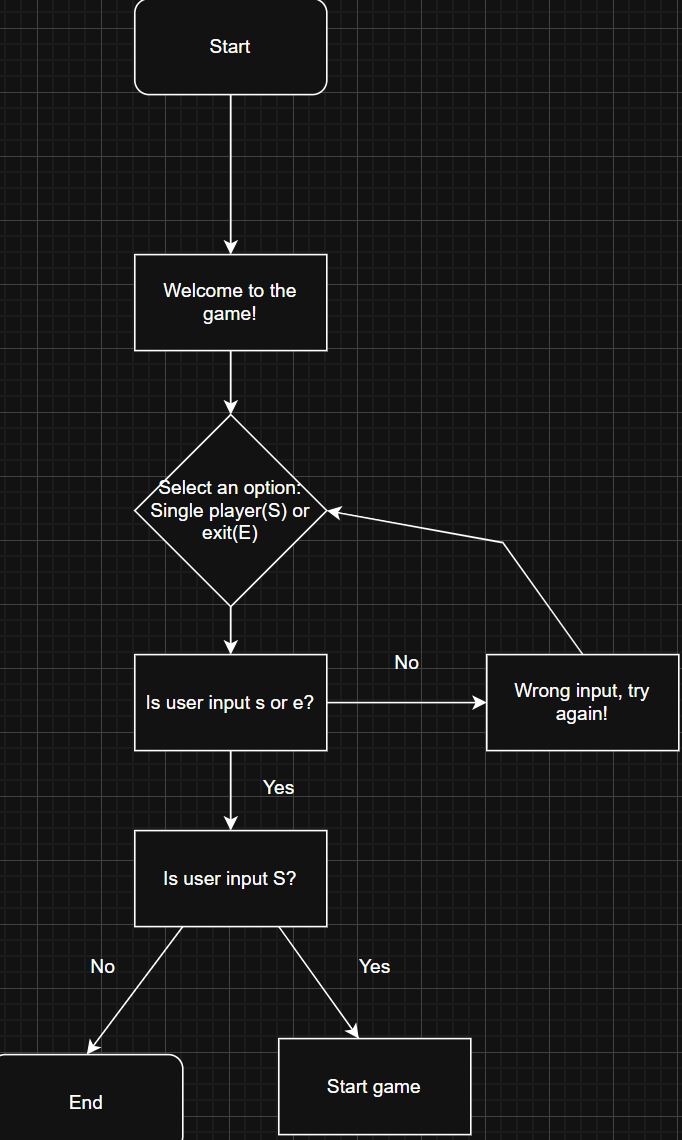 Start
Welcome to the
game!
Select an option:
Single player(S) or
exit(E)
Is user input s or e?
No
Wrong input, try
again!
Yes
Is user input S?
No
Yes
End
Start game